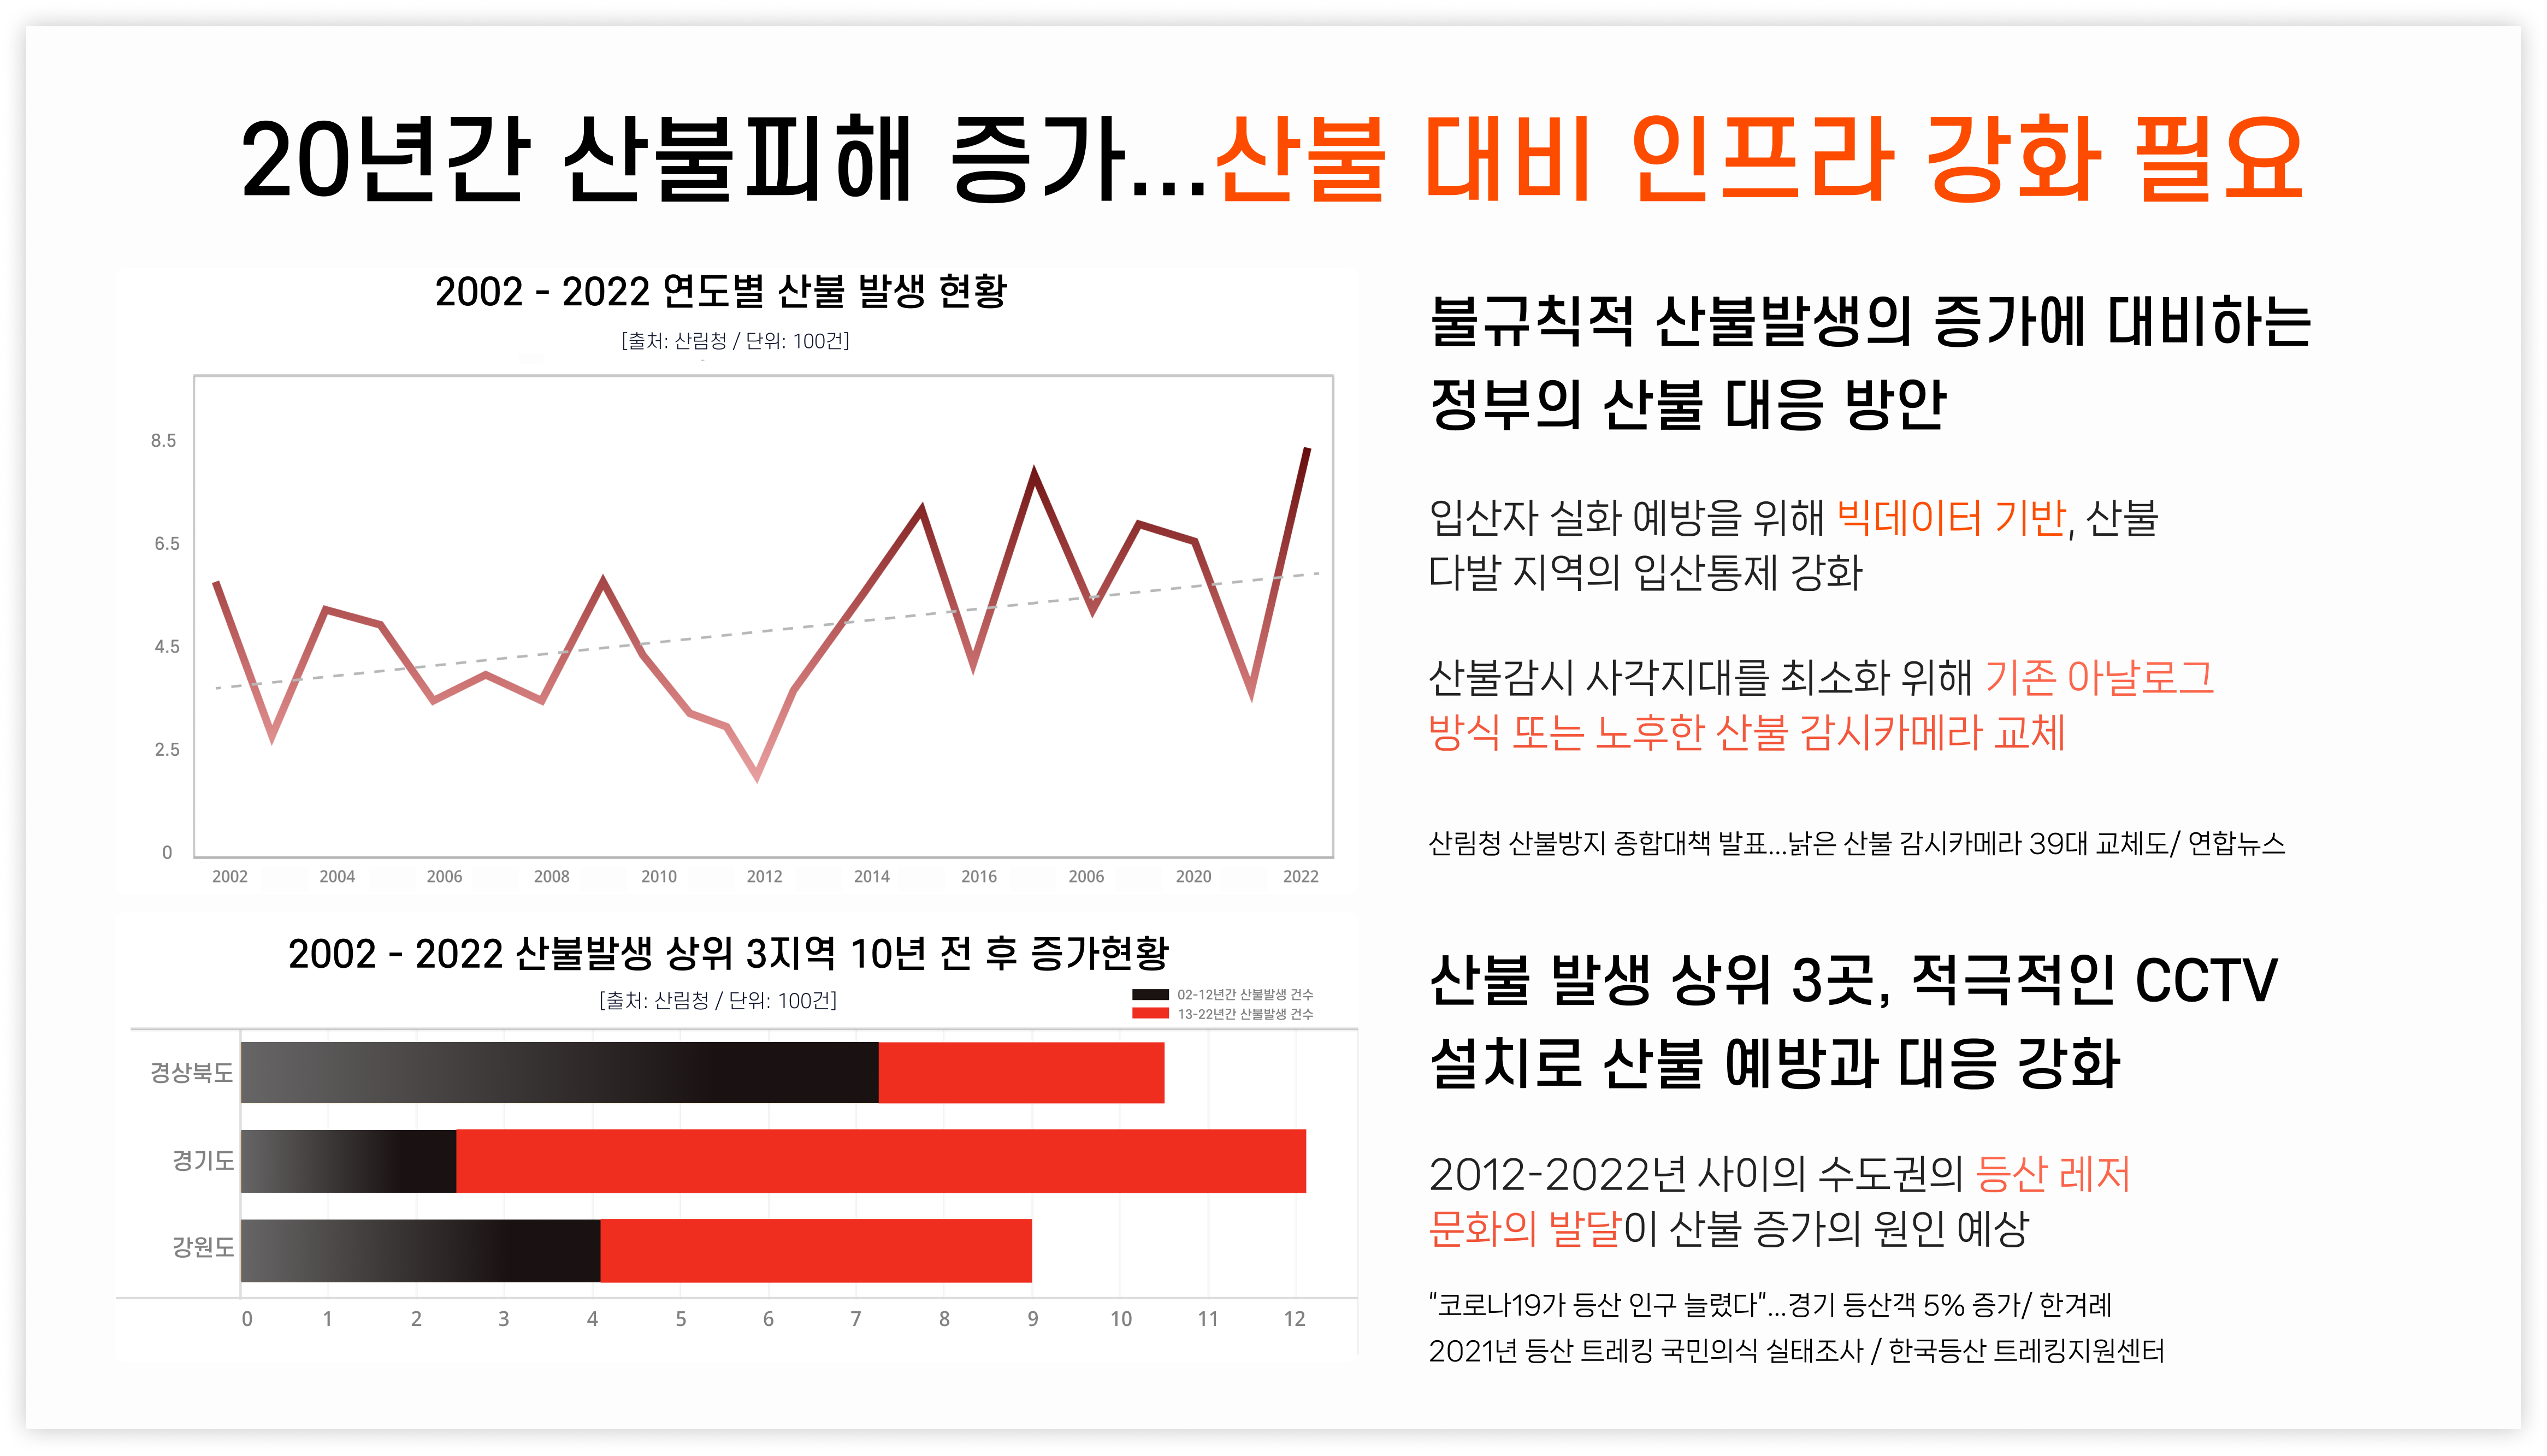 20년간 산불피해 증가...산불 대비 인프라 강화 필요
2002 - 2022 연도별 산불 발생 현황
[출처: 산림청 / 단위: 100건]
8.5
6.5
4.5
2.5
0
2002 2004 2006 2008 2010 2012 2014 2016 2006 2020 2022
2002 - 2022 산불발생 상위 3지역 10년 전 후 증가현황
[출처: 산림청 / 단위: 100건]
02-12년간 산불발생 건수
13-22년간 산불발생 건수
경상북도
경기도
강원도
0 1 2 3 4 5 6 7 8 9 10 11 12
불규칙적 산불발생의 증가에 대비하는
정부의 산불 대응 방안
입산자 실화 예방을 위해 빅데이터 기반, 산불
다발 지역의 입산통제 강화
산불감시 사각지대를 최소화 위해 기존 아날로그
방식 또는 노후한 산불 감시카메라 교체
산림청 산불방지 종합대책 발표...낡은 산불 감시카메라 39대 교체도/ 연합뉴스
산불 발생 상위 3곳, 적극적인 CCTV
설치로 산불 예방과 대응 강화
2012-2022년 사이의 수도권의 등산 레저
문화의 발달이 산불 증가의 원인 예상
“코로나19가 등산 인구 늘렸다”...경기 등산객 5% 증가/ 한겨레
2021년 등산 트레킹 국민의식 실태조사 / 한국등산 트레킹지원센터